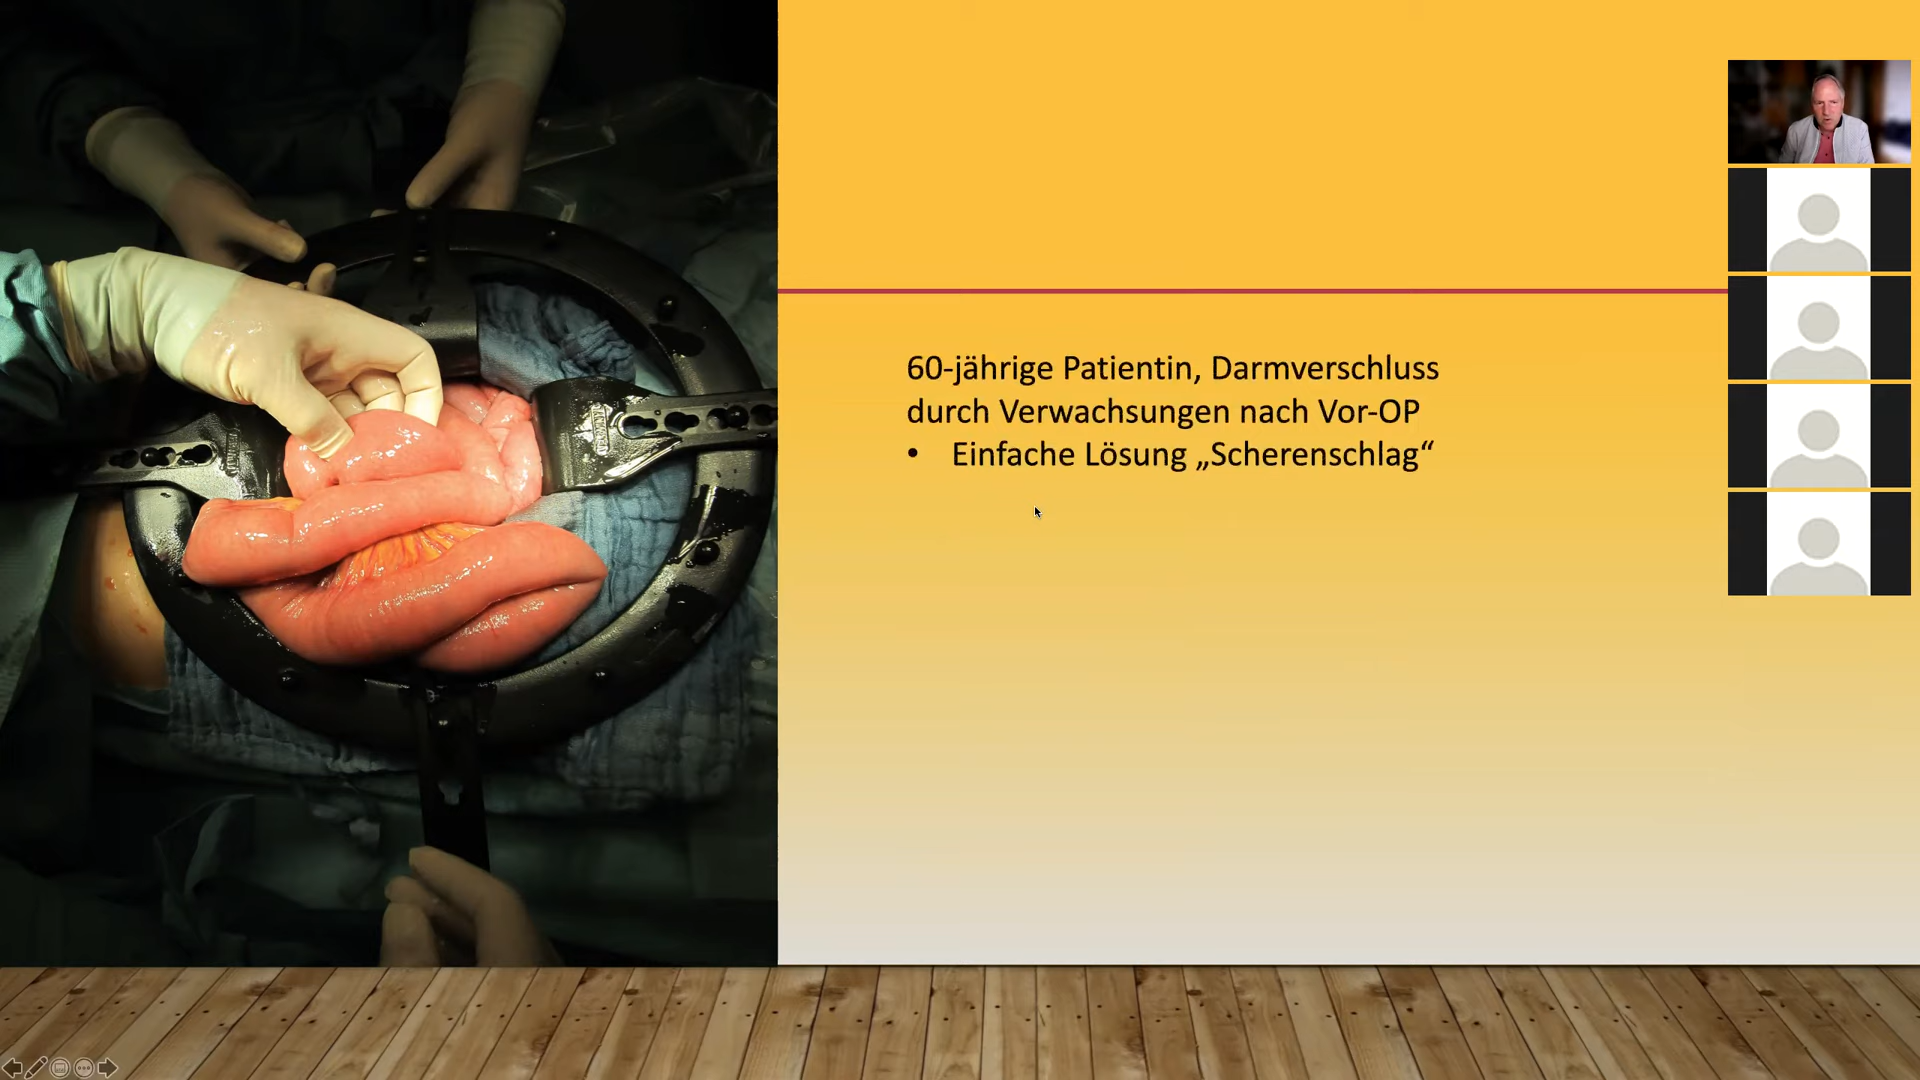 60-jährige Patientin, Darmverschluss
durch Verwachsungen nach Vor-OP
• Einfache Lösung „Scherenschlag“